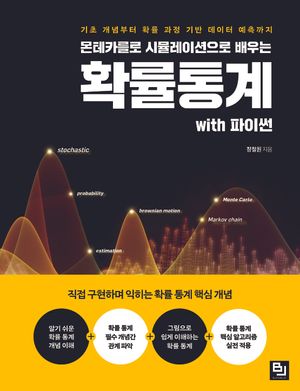 기초 개념부터 확률 과정 기반 데이터 예측까지
몬테카를로 시뮬레이션으로 배우는
확률통계
with 파이썬
장철원 지음
stochastic
probability
brownian motion
estimation
Monte Carlo
Markov chain
직접 구현하며 익히는 확률 통계 핵심 개념
알기 쉬운
확률 통계
개념 이해
+
확률 통계
필수 개념간
관계 파악
+
그림으로
쉽게 이해하는
확률 통계
+
확률 통계
핵심 알고리즘
실전 적용
BJ